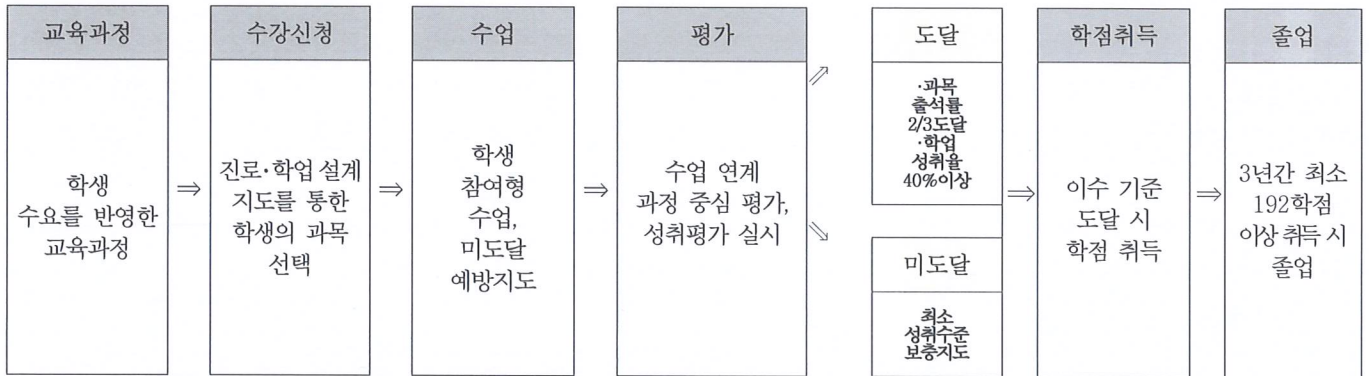 교육과정
학생
수요를 반영한
교육과정
⇒
수강신청
진로·학업 설계
지도를 통한
학생의 과목
선택
⇒
수업
학생
참여형
수업,
미도달
예방지도
⇒
평가
수업 연계
과정 중심 평가,
성취평가 실시
⇗
⇘
도달
·과목
출석률
2/3도달
·학업
성취율
40%이상
미도달
최소
성취수준
보충지도
⇒
학점취득
이수 기준
도달 시
학점 취득
⇒
졸업
3년간 최소
192학점
이상 취득 시
졸업